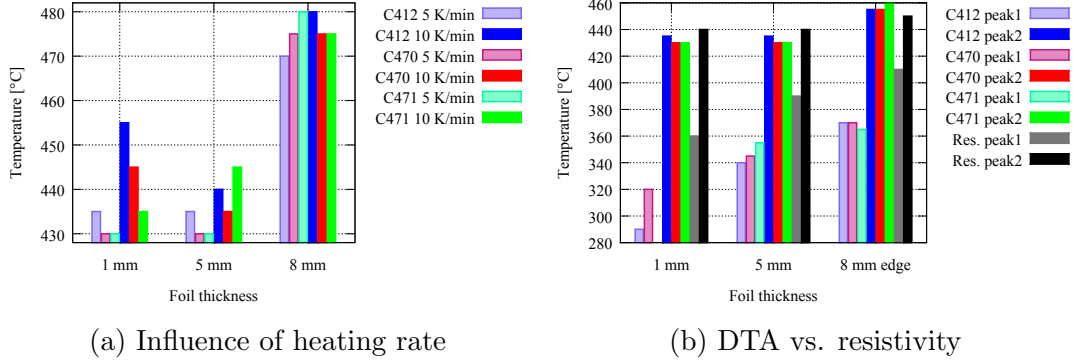 Temperature [°C]
480
470
460
450
440
430
1 mm
5 mm
8 mm
Foil thickness
C412 5 K/min
C412 10 K/min
C470 5 K/min
C470 10 K/min
C471 5 K/min
C471 10 K/min
(a) Influence of heating rate
Temperature [°C]
460
440
420
400
380
360
340
320
300
280
1 mm
5 mm
8 mm edge
Foil thickness
C412 peak1
C412 peak2
C470 peak1
C470 peak2
C471 peak1
C471 peak2
Res. peak1
Res. peak2
(b) DTA vs. resistivity